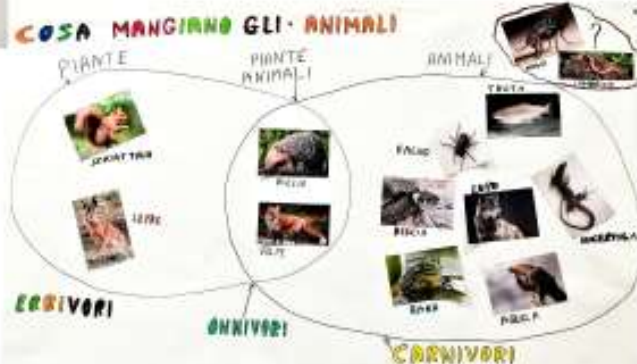 COSA MANGIANO GLI ANIMALI
PIANTE
PIANTE
ANIMALI
ANIMALI
?
TROTA
SCOIATTOLO
RICCIO
RAGNO
LUPO
LEPRE
BISCIA
LUCERTOLA
VOLPE
RANA
AQUILA
ERBIVORI
ONNIVORI
CARNIVORI